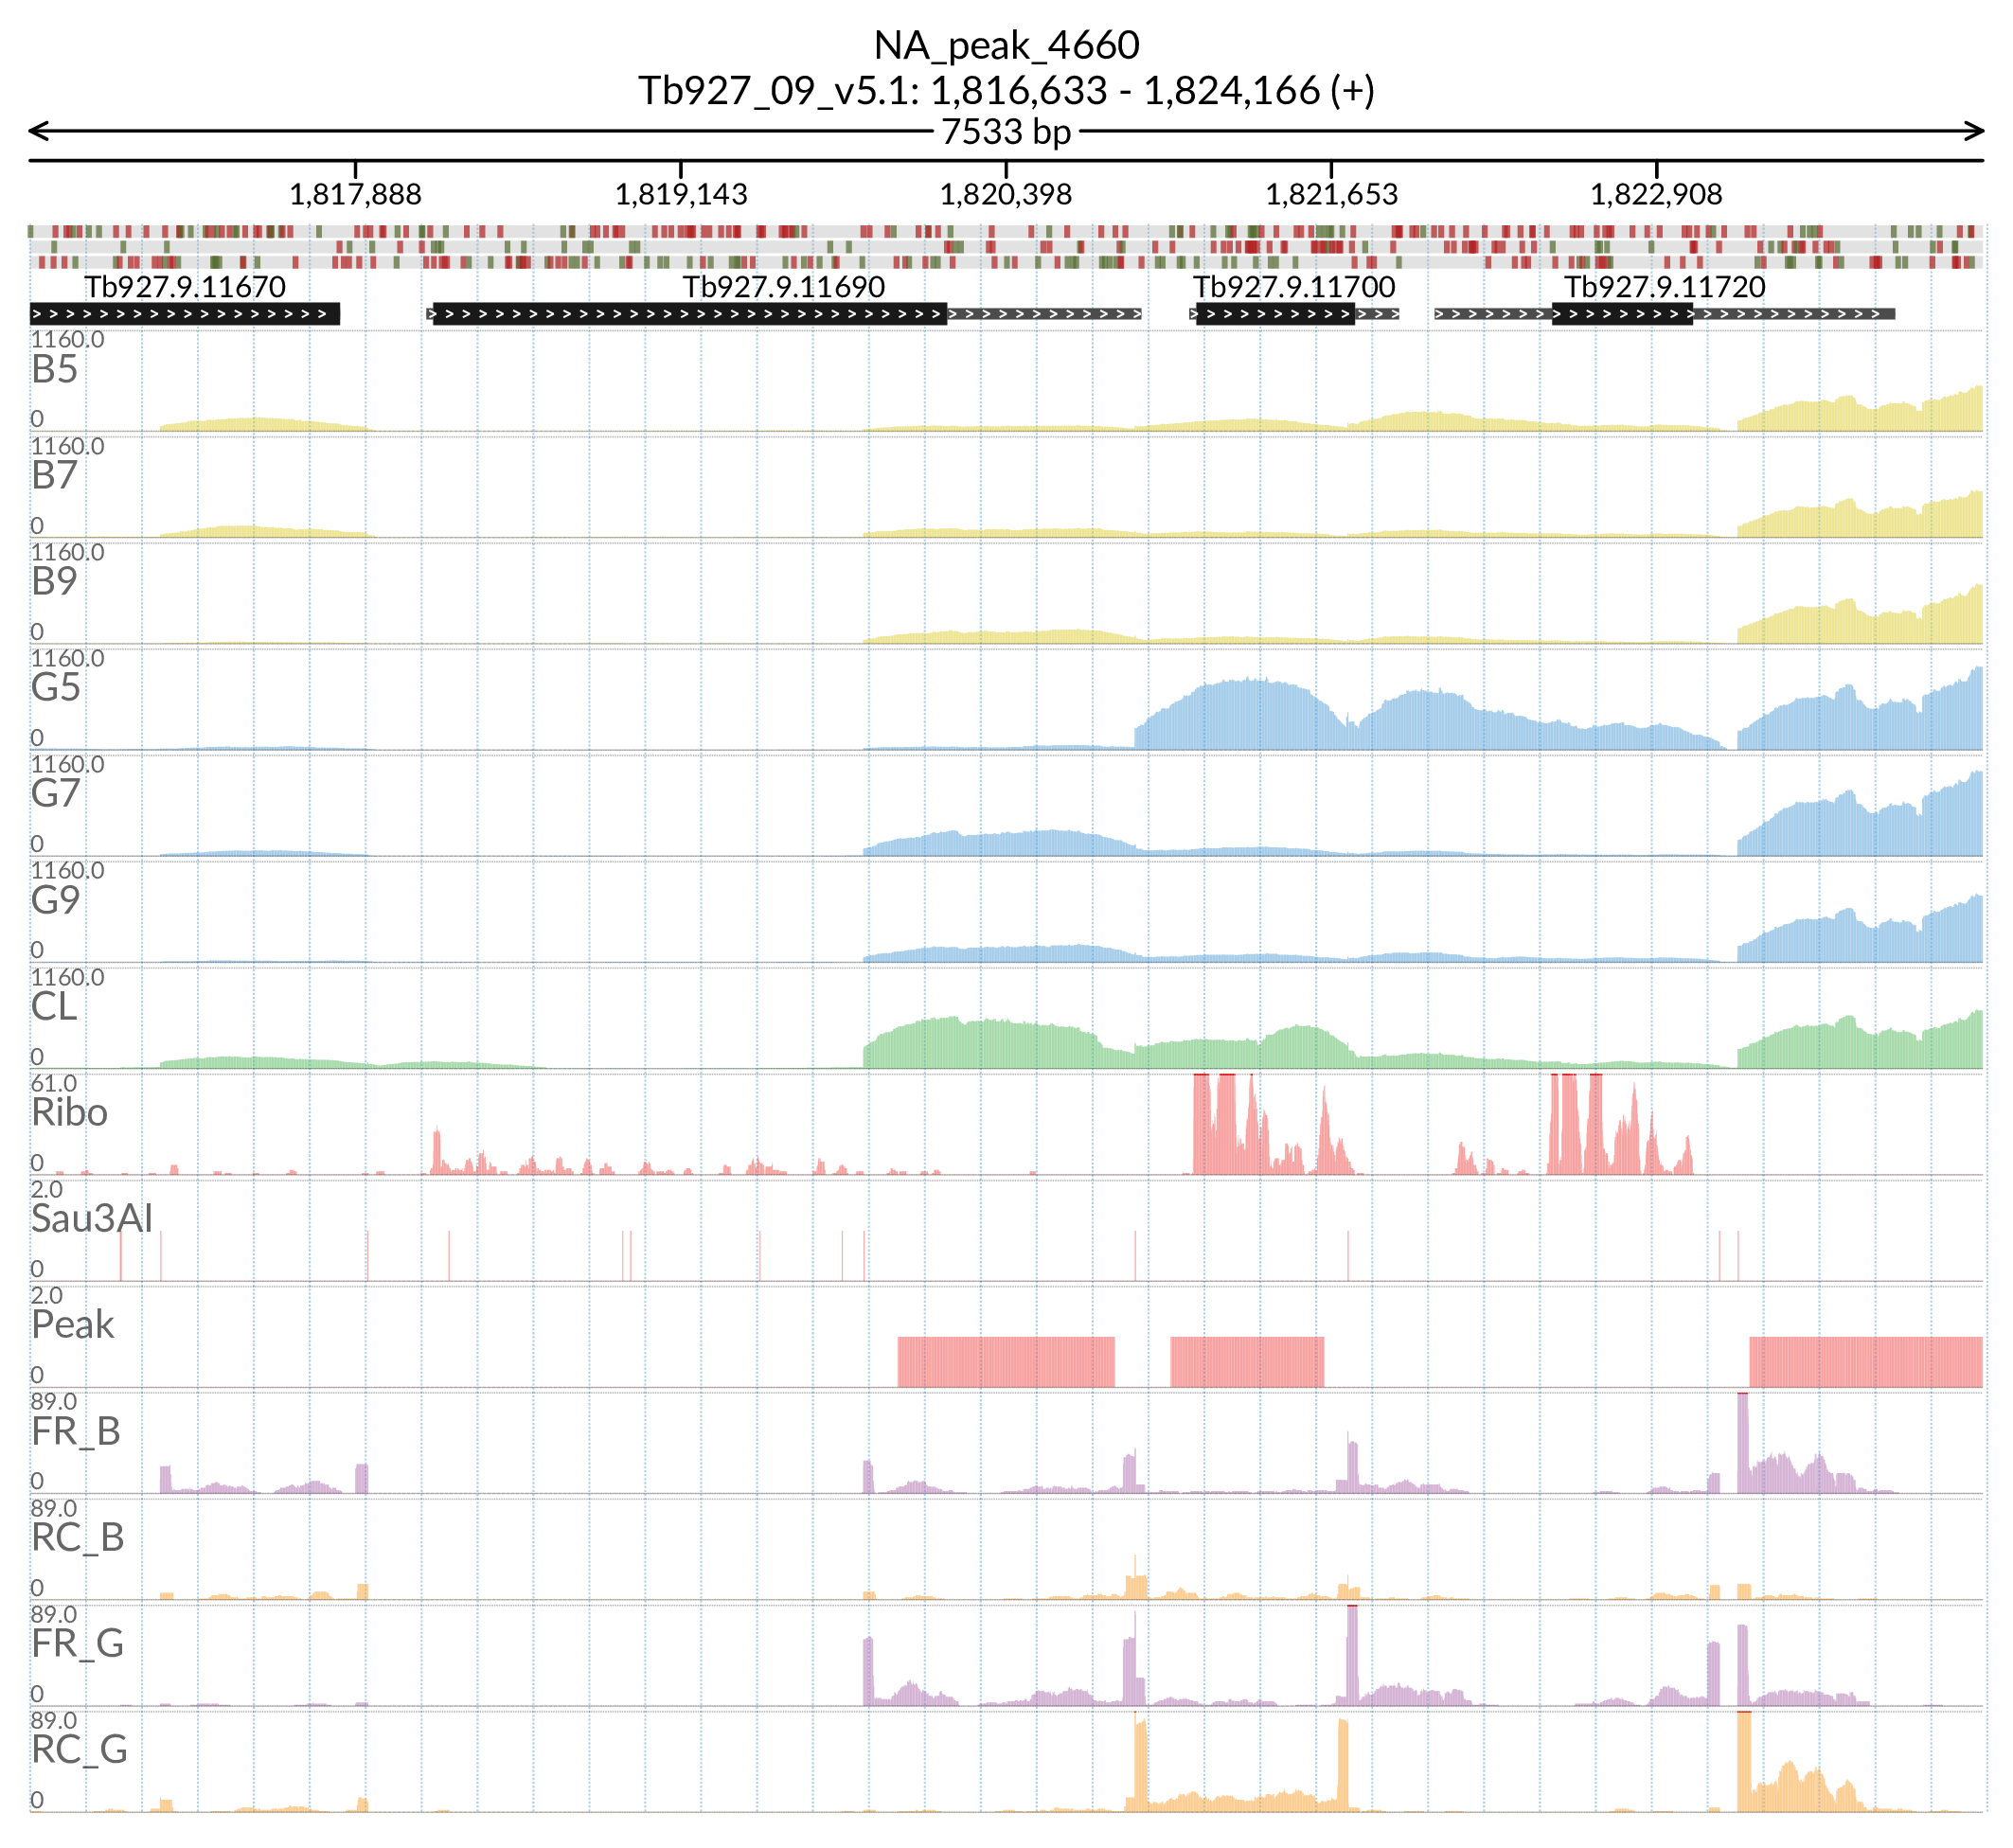 NA_peak_4660
Tb927_09_v5.1: 1,816,633 - 1,824,166 (+)
7533 bp
1,817,888 1,819,143 1,820,398 1,821,653 1,822,908
Tb927.9.11670 Tb927.9.11690 Tb927.9.11700 Tb927.9.11720
1160.0
B5
0
1160.0
B7
0
1160.0
B9
0
1160.0
G5
0
1160.0
G7
0
1160.0
G9
0
1160.0
CL
0
61.0
Ribo
0
2.0
Sau3AI
0
2.0
Peak
0
89.0
FR_B
0
89.0
RC_B
0
89.0
FR_G
0
89.0
RC_G
0